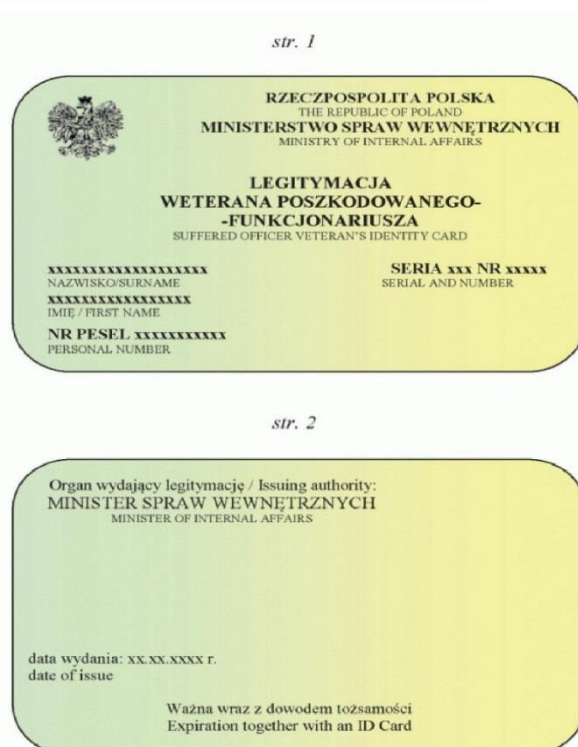 str. 1
RZECZPOSPOLITA POLSKA
THE REPUBLIC OF POLAND
MINISTERSTWO SPRAW WEWNĘTRZNYCH
MINISTRY OF INTERNAL AFFAIRS
LEGITYMACJA
WETERANA POSZKODOWANEGO-
-FUNKCJONARIUSZA
SUFFERED OFFICER VETERAN'S IDENTITY CARD
xxxxxxxxxxxxxxxxxxx
NAZWISKO/SURNAME
SERIA xxx NR xxxxx
SERIAL AND NUMBER
xxxxxxxxxxxxxxxxx
IMIĘ / FIRST NAME
NR PESEL xxxxxxxxxxx
PERSONAL NUMBER
str. 2
Organ wydający legitymację / Issuing authority:
MINISTER SPRAW WEWNĘTRZNYCH
MINISTER OF INTERNAL AFFAIRS
data wydania: xx.xx.xxxx r.
date of issue
Ważna wraz z dowodem tożsamości
Expiration together with an ID Card